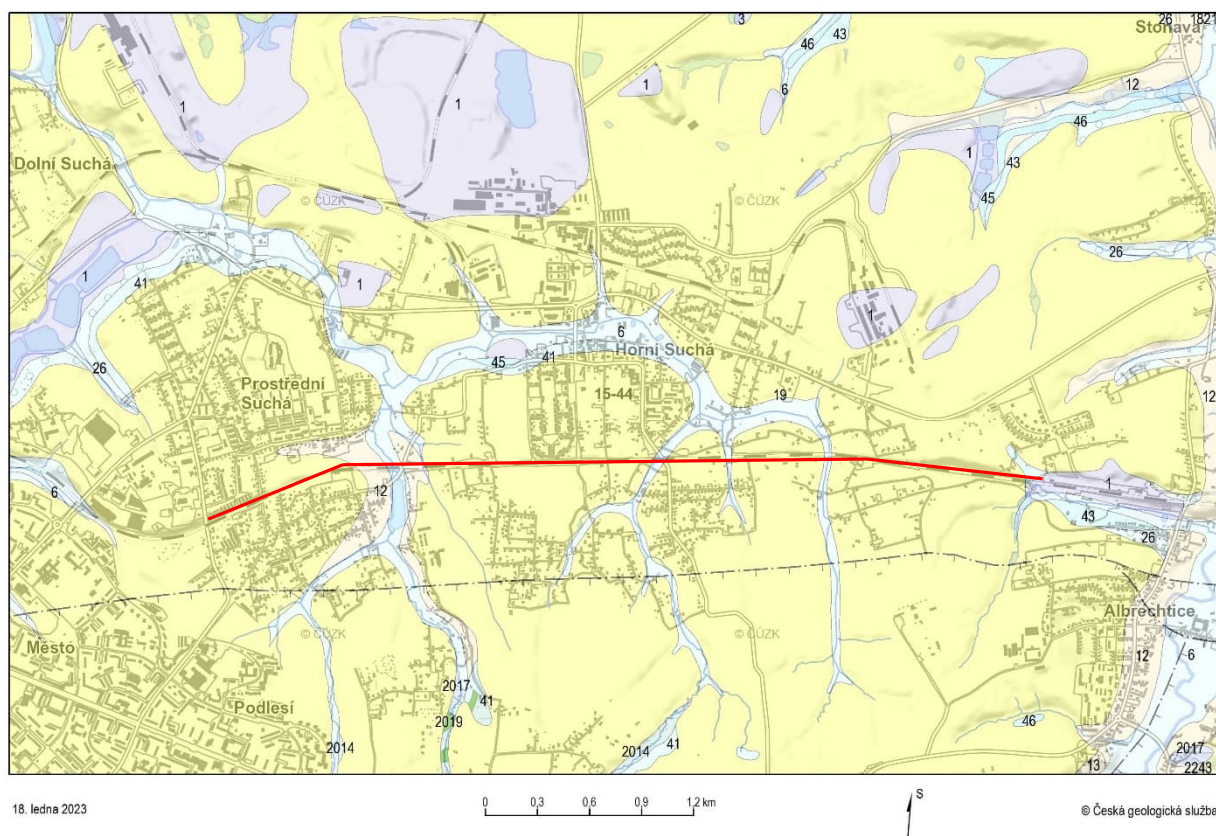 26
1821
Stonava
3
46
43
6
1
1
1
12
46
43
1
45
Dolní Suchá
© ČÚZK
© ČÚZK
© ČÚZK
1
41
1
26
26
1
6
Horní Suchá
45
41
Prostřední
Suchá
15-44
19
12
6
12
1
43
26
Albrechtice
Město
© ČÚZK
© ČÚZK
12
6
Podlesí
2017
41
2019
2014
2014
41
46
13
2017
2243
18. ledna 2023
0 0,3 0,6 0,9 1,2 km
S
© Česká geologická služba